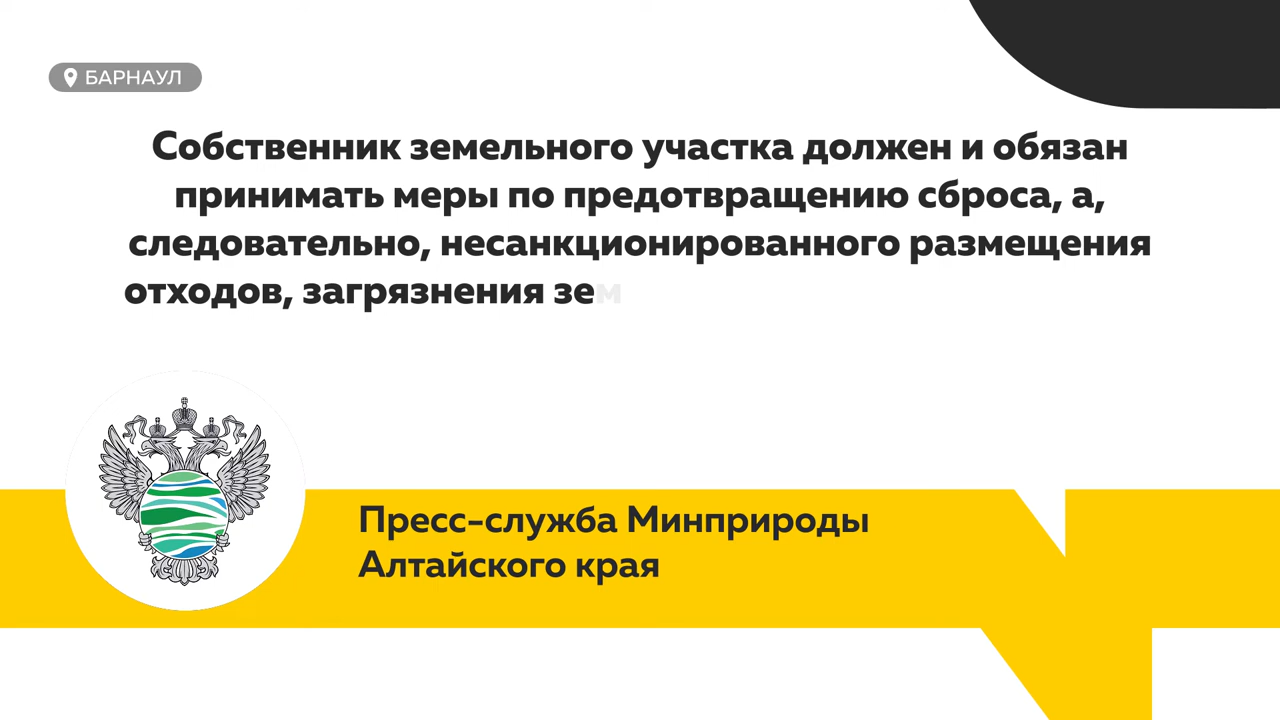 БАРНАУЛ
Собственник земельного участка должен и обязан
принимать меры по предотвращению сброса, а,
следовательно, несанкционированного размещения
отходов, загрязнения зем
Пресс-служба Минприроды
Алтайского края